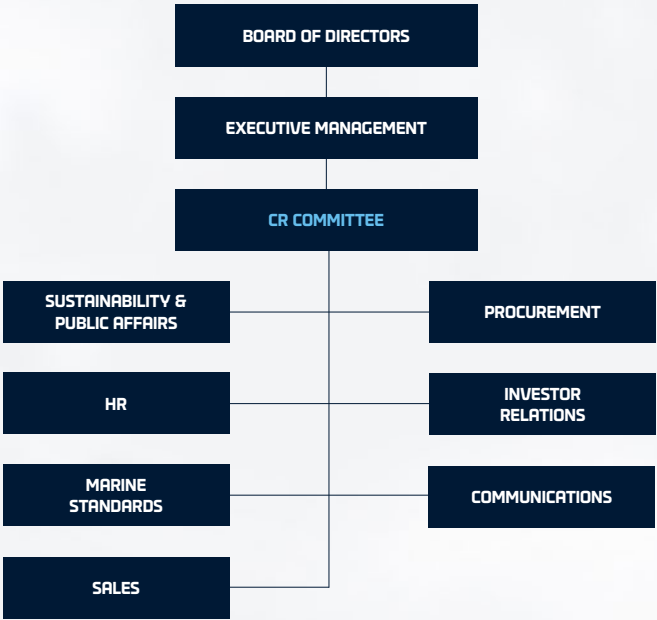 BOARD OF DIRECTORS
EXECUTIVE MANAGEMENT
CR COMMITTEE
SUSTAINABILITY &
PUBLIC AFFAIRS
PROCUREMENT
HR
INVESTOR
RELATIONS
MARINE
STANDARDS
COMMUNICATIONS
SALES